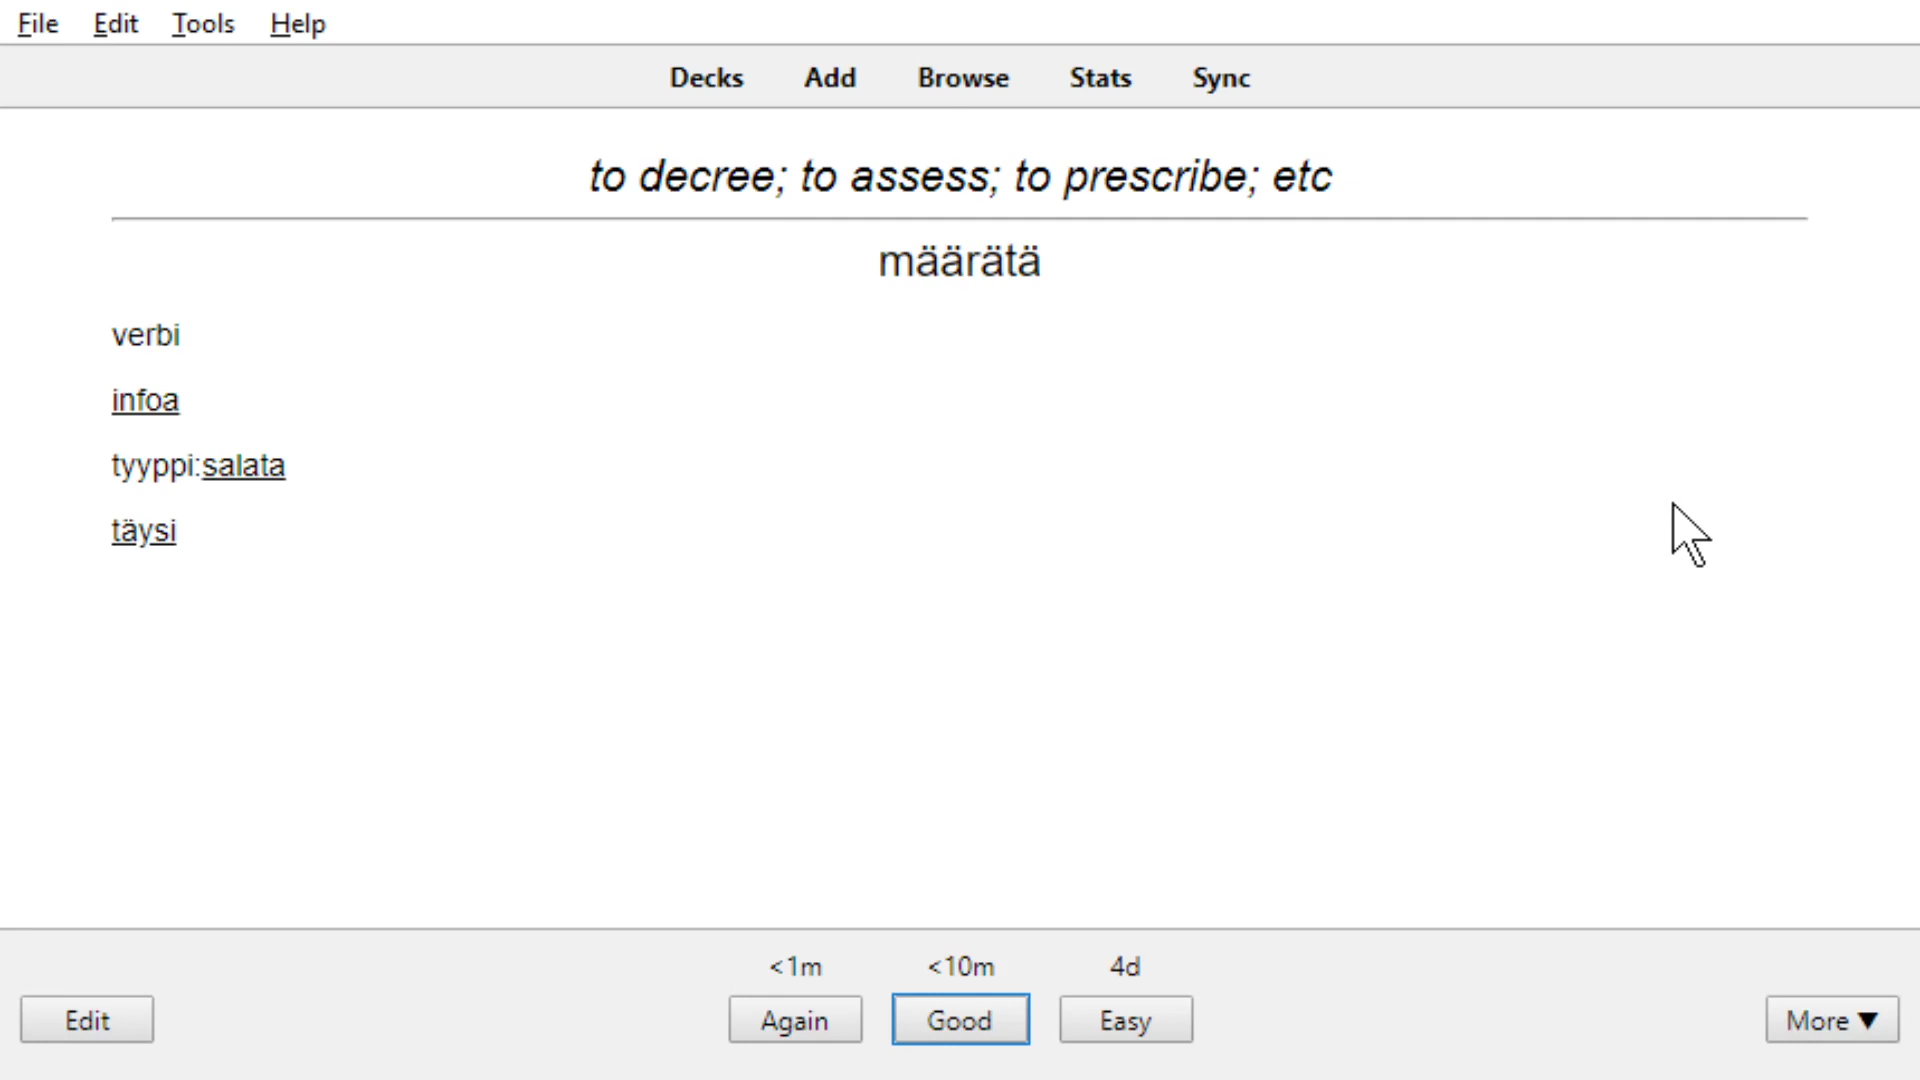 File Edit Tools Help
Decks Add Browse Stats Sync
to decree; to assess; to prescribe; etc
määrätä
verbi
infoa
tyyppi:salata
täysi
<1m <10m 4d
Edit Again Good Easy More ▼